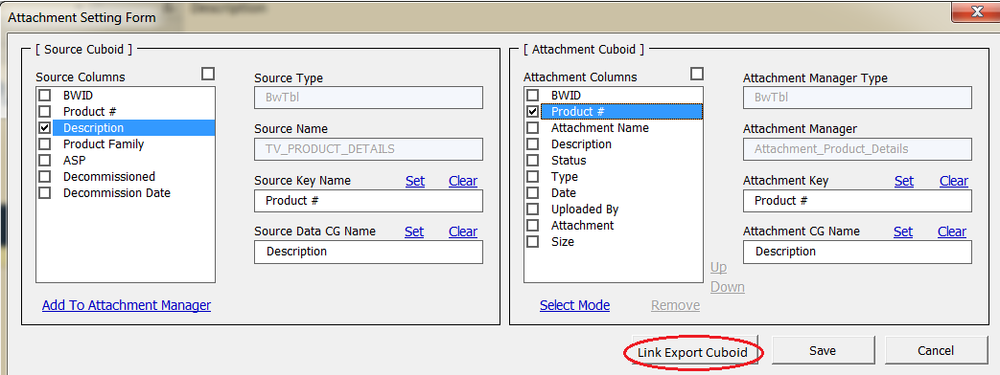 Description
Attachment Setting Form
[ Source Cuboid ]
Source Columns
BWID
Product #
Description
Product Family
ASP
Decommissioned
Decommission Date
Add To Attachment Manager
Source Type
BwTbl
Source Name
TV_PRODUCT_DETAILS
Source Key Name Set Clear
Product #
Source Data CG Name Set Clear
Description
[ Attachment Cuboid ]
Attachment Columns
BWID
Product #
Attachment Name
Description
Status
Type
Date
Uploaded By
Attachment
Size
Up
Down
Select Mode Remove
Attachment Manager Type
BwTbl
Attachment Manager
Attachment_Product_Details
Attachment Key Set Clear
Product #
Attachment CG Name Set Clear
Description
Link Export Cuboid Save Cancel